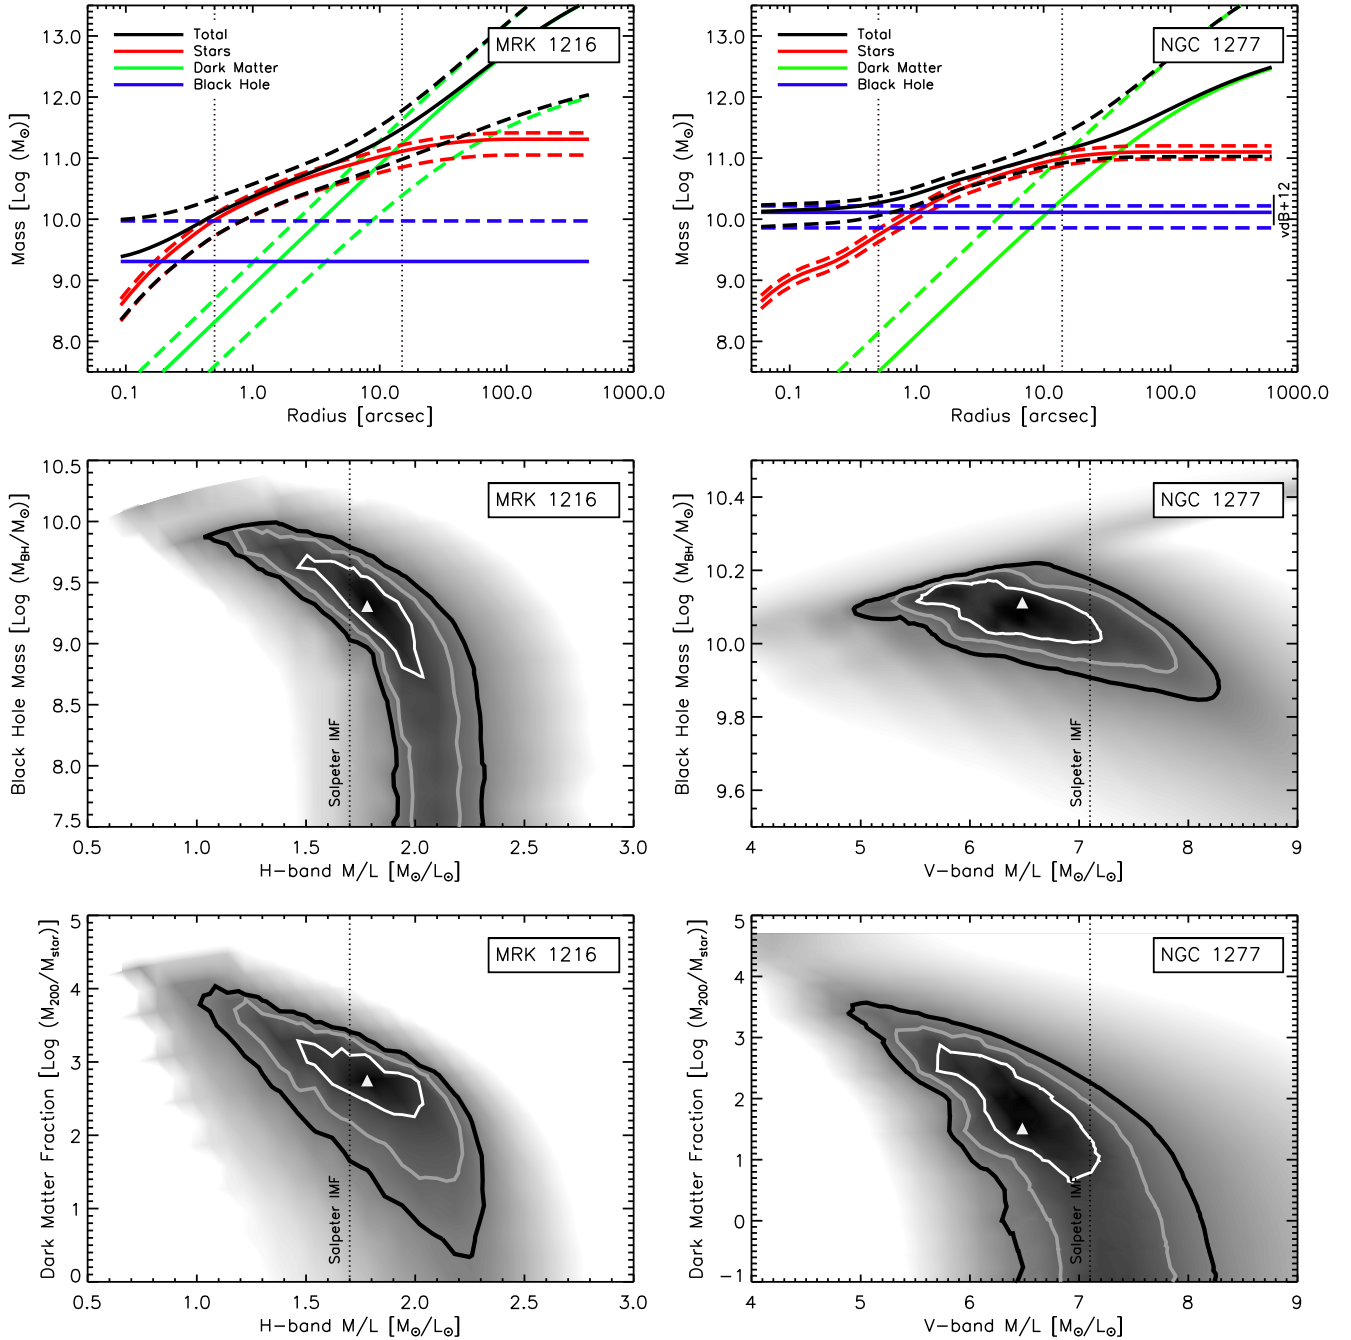 13.0
12.0
11.0
10.0
9.0
8.0
Mass [Log (M⊙)]
Total
Stars
Dark Matter
Black Hole
MRK 1216
0.1
1.0
10.0
100.0
1000.0
Radius [arcsec]
13.0
12.0
11.0
10.0
9.0
8.0
Mass [Log (M⊙)]
Total
Stars
Dark Matter
Black Hole
NGC 1277
vdB+12
0.1
1.0
10.0
100.0
1000.0
Radius [arcsec]
10.5
10.0
9.5
9.0
8.5
8.0
7.5
Black Hole Mass [Log (M_BH/M⊙)]
MRK 1216
Salpeter IMF
0.5
1.0
1.5
2.0
2.5
3.0
H-band M/L [M⊙/L⊙]
10.4
10.2
10.0
9.8
9.6
Black Hole Mass [Log (M_BH/M⊙)]
NGC 1277
Salpeter IMF
4
5
6
7
8
9
V-band M/L [M⊙/L⊙]
5
4
3
2
1
0
Dark Matter Fraction [Log (M_200/M_star)]
MRK 1216
Salpeter IMF
0.5
1.0
1.5
2.0
2.5
3.0
H-band M/L [M⊙/L⊙]
5
4
3
2
1
0
-1
Dark Matter Fraction [Log (M_200/M_star)]
NGC 1277
Salpeter IMF
4
5
6
7
8
9
V-band M/L [M⊙/L⊙]